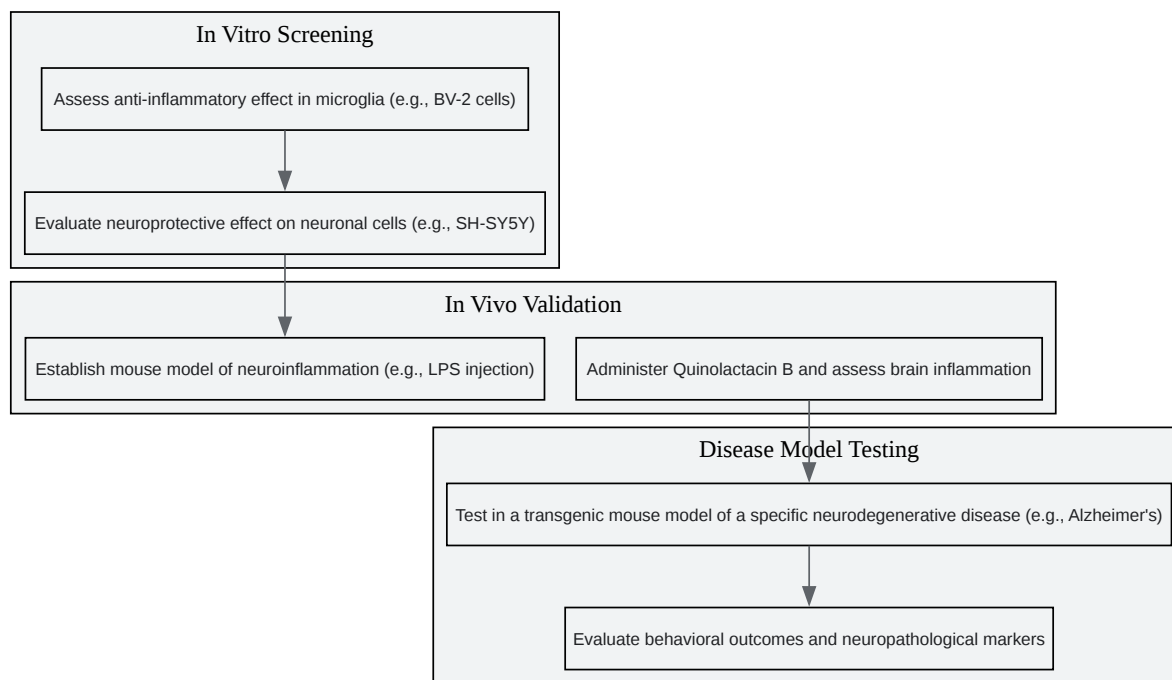 In Vitro Screening
Assess anti-inflammatory effect in microglia (e.g., BV-2 cells)
Evaluate neuroprotective effect on neuronal cells (e.g., SH-SY5Y)
In Vivo Validation
Establish mouse model of neuroinflammation (e.g., LPS injection)
Administer Quinolactacin B and assess brain inflammation
Disease Model Testing
Test in a transgenic mouse model of a specific neurodegenerative disease (e.g., Alzheimer's)
Evaluate behavioral outcomes and neuropathological markers